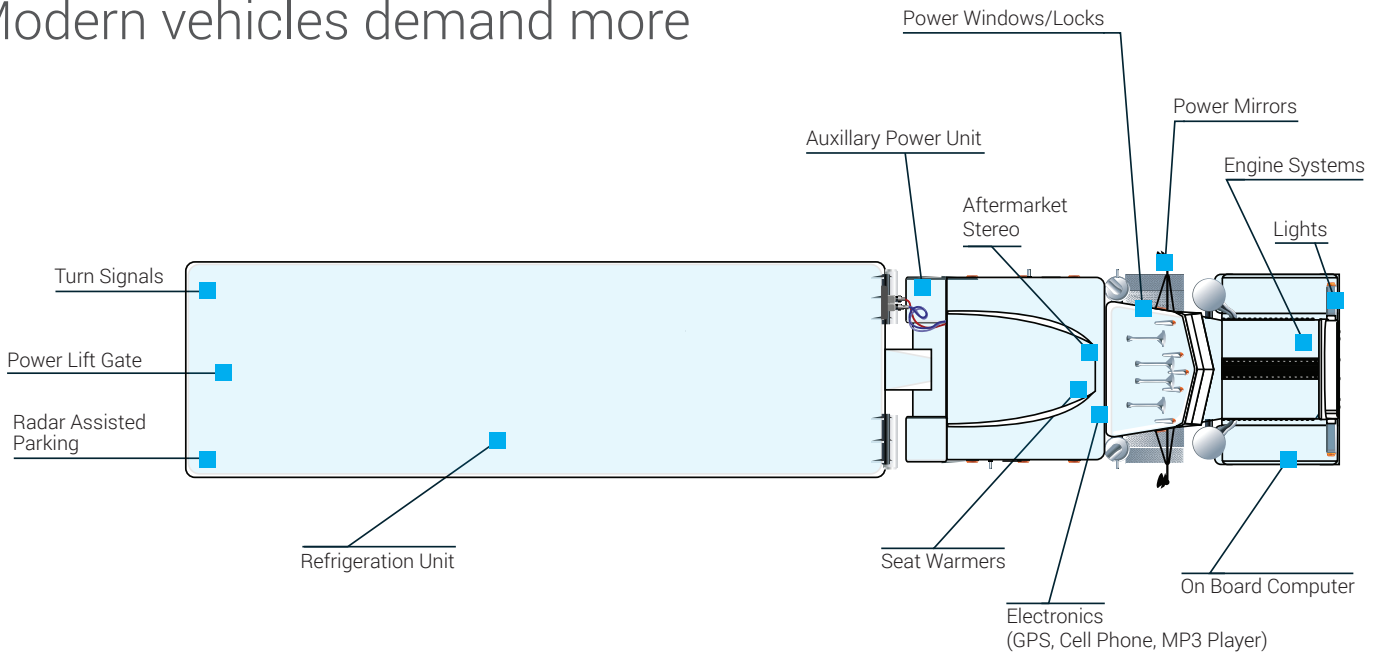 Modern vehicles demand more
Power Windows/Locks
Power Mirrors
Auxillary Power Unit
Engine Systems
Aftermarket
Stereo
Lights
Turn Signals
Power Lift Gate
Radar Assisted
Parking
Refrigeration Unit
Seat Warmers
On Board Computer
Electronics
(GPS, Cell Phone, MP3 Player)